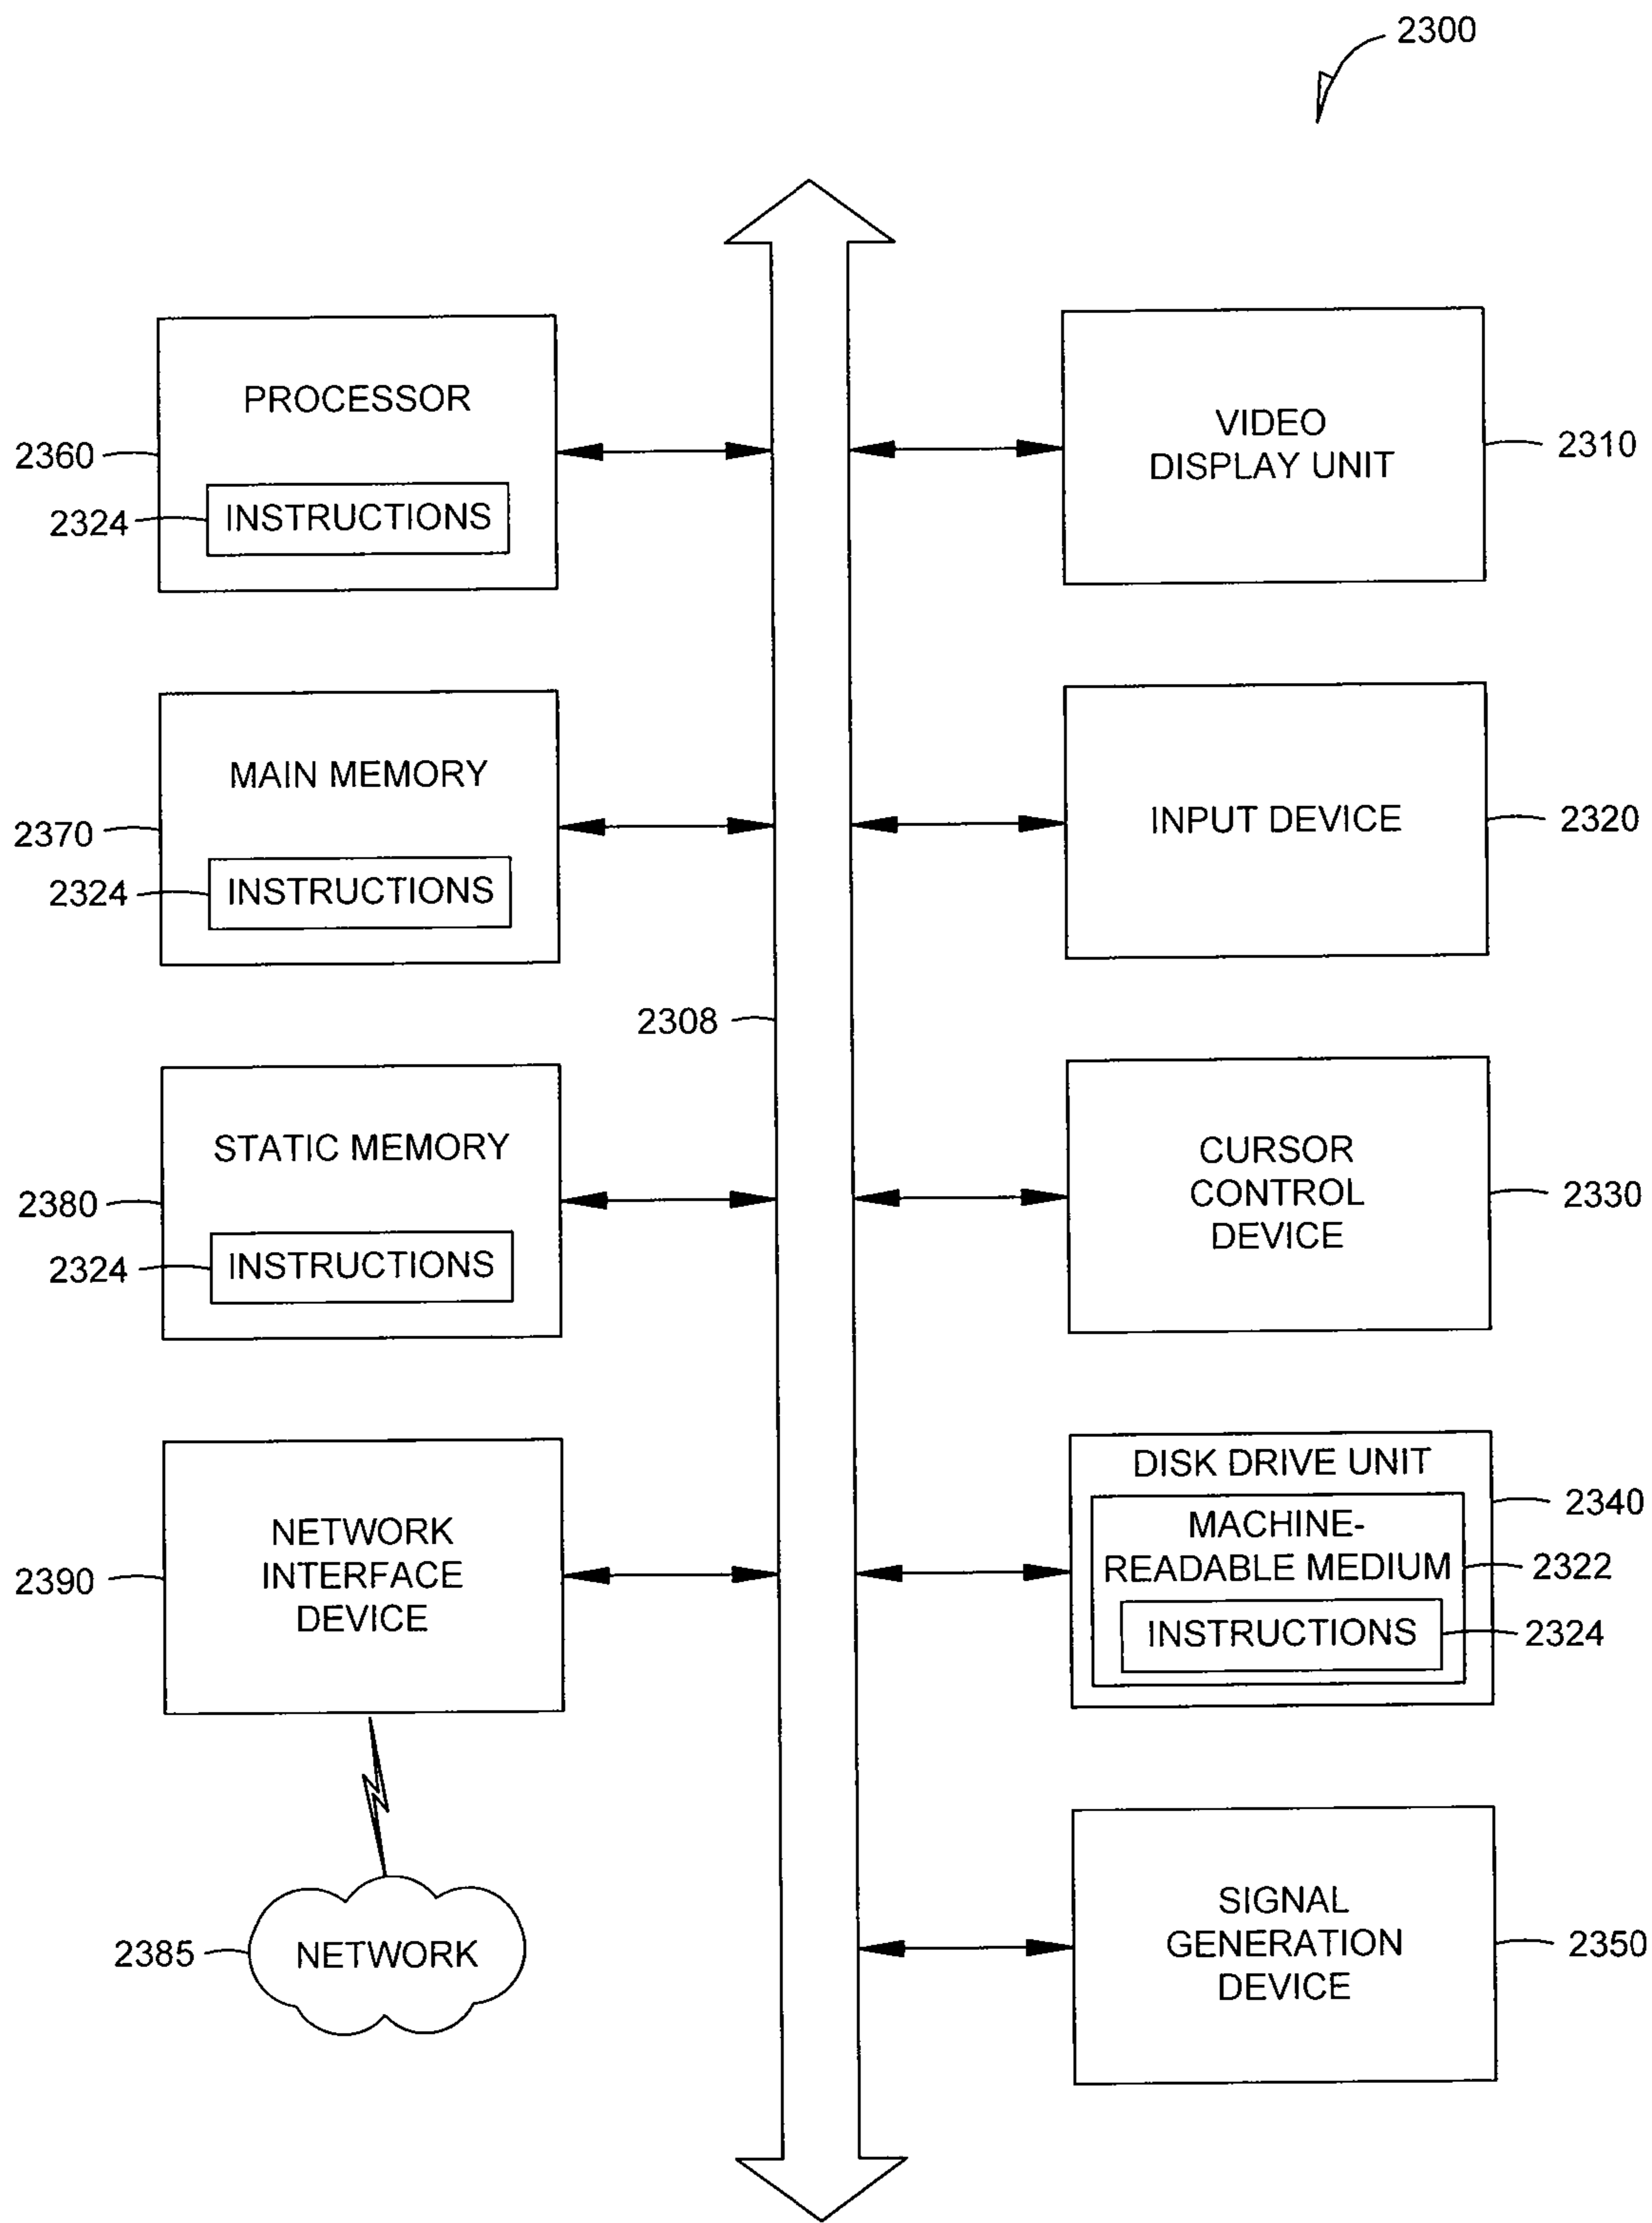 2300
PROCESSOR
2360
2324
INSTRUCTIONS
VIDEO
DISPLAY UNIT
2310
MAIN MEMORY
2370
2324
INSTRUCTIONS
INPUT DEVICE
2320
2308
STATIC MEMORY
2380
2324
INSTRUCTIONS
CURSOR
CONTROL
DEVICE
2330
NETWORK
INTERFACE
DEVICE
2390
DISK DRIVE UNIT
2340
MACHINE-
READABLE MEDIUM
2322
INSTRUCTIONS
2324
2385
NETWORK
SIGNAL
GENERATION
DEVICE
2350